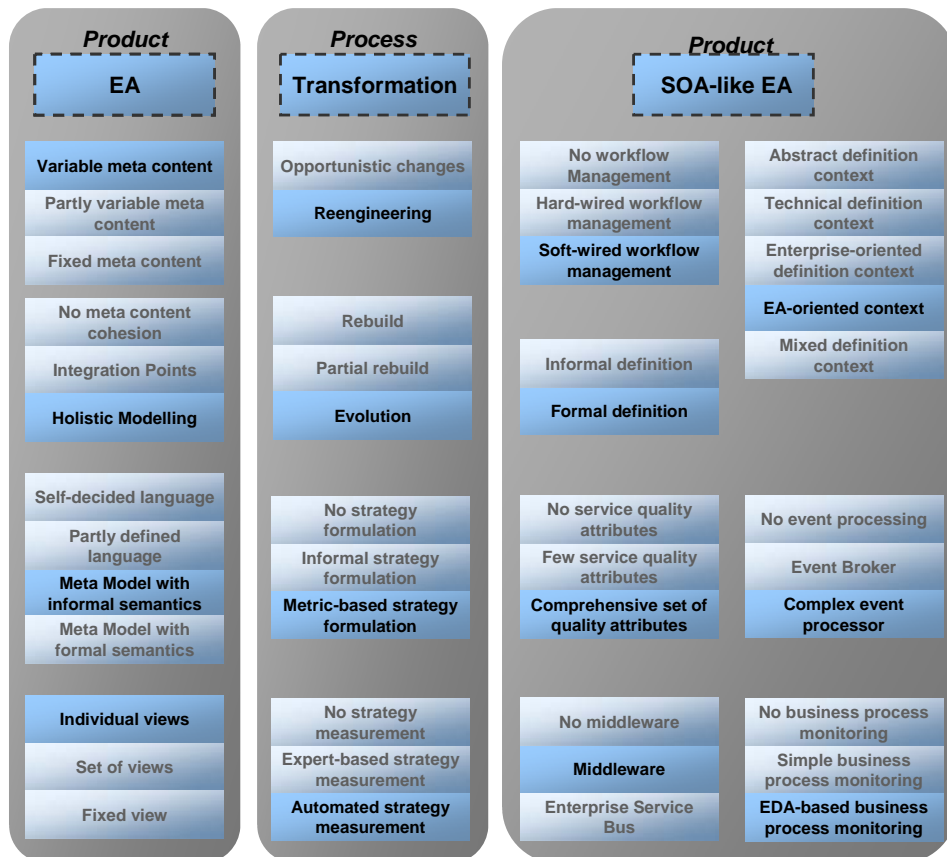 Product
EA
Variable meta content
Partly variable meta
content
Fixed meta content
No meta content
cohesion
Integration Points
Holistic Modelling
Self-decided language
Partly defined
language
Meta Model with
informal semantics
Meta Model with
formal semantics
Individual views
Set of views
Fixed view
Process
Transformation
Opportunistic changes
Reengineering
Rebuild
Partial rebuild
Evolution
No strategy
formulation
Informal strategy
formulation
Metric-based strategy
formulation
No strategy
measurement
Expert-based strategy
measurement
Automated strategy
measurement
Product
SOA-like EA
No workflow
Management
Hard-wired workflow
management
Soft-wired workflow
management
Informal definition
Formal definition
No service quality
attributes
Few service quality
attributes
Comprehensive set of
quality attributes
No middleware
Middleware
Enterprise Service
Bus
Abstract definition
context
Technical definition
context
Enterprise-oriented
definition context
EA-oriented context
Mixed definition
context
No event processing
Event Broker
Complex event
processor
No business process
monitoring
Simple business
process monitoring
EDA-based business
process monitoring